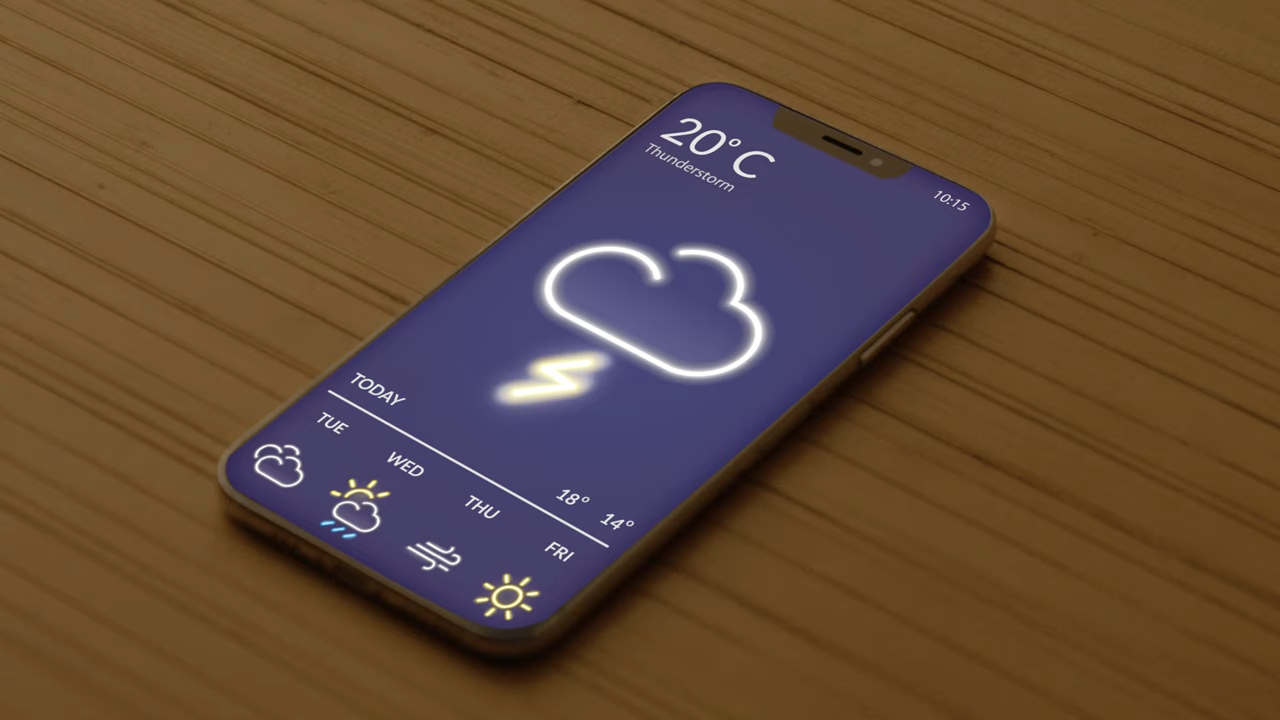 20°C
Thunderstorm
10:15
TODAY
18° 14°
TUE WED THU FRI